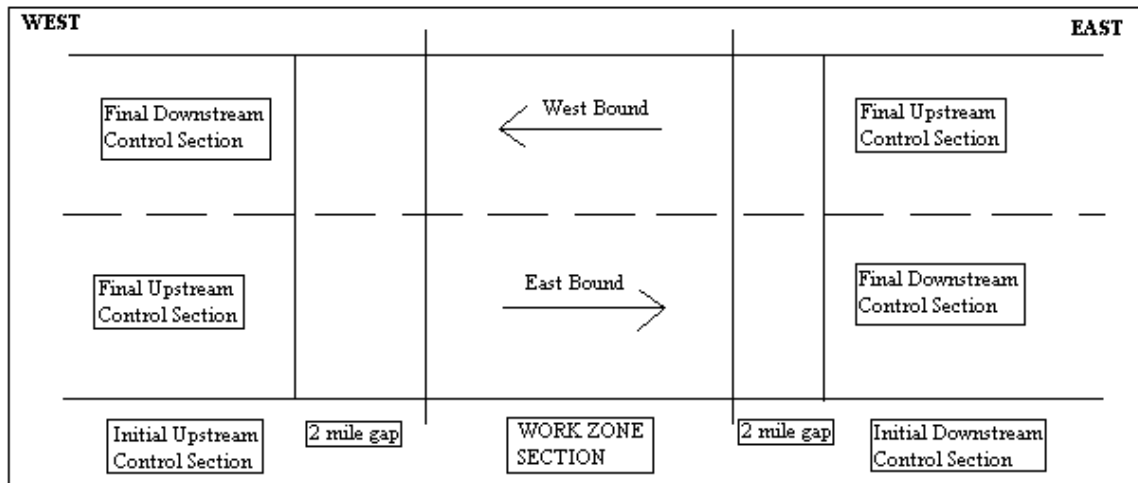 WEST
EAST
Final Downstream
Control Section
West Bound
Final Upstream
Control Section
Final Upstream
Control Section
East Bound
Final Downstream
Control Section
Initial Upstream
Control Section
2 mile gap
WORK ZONE
SECTION
2 mile gap
Initial Downstream
Control Section